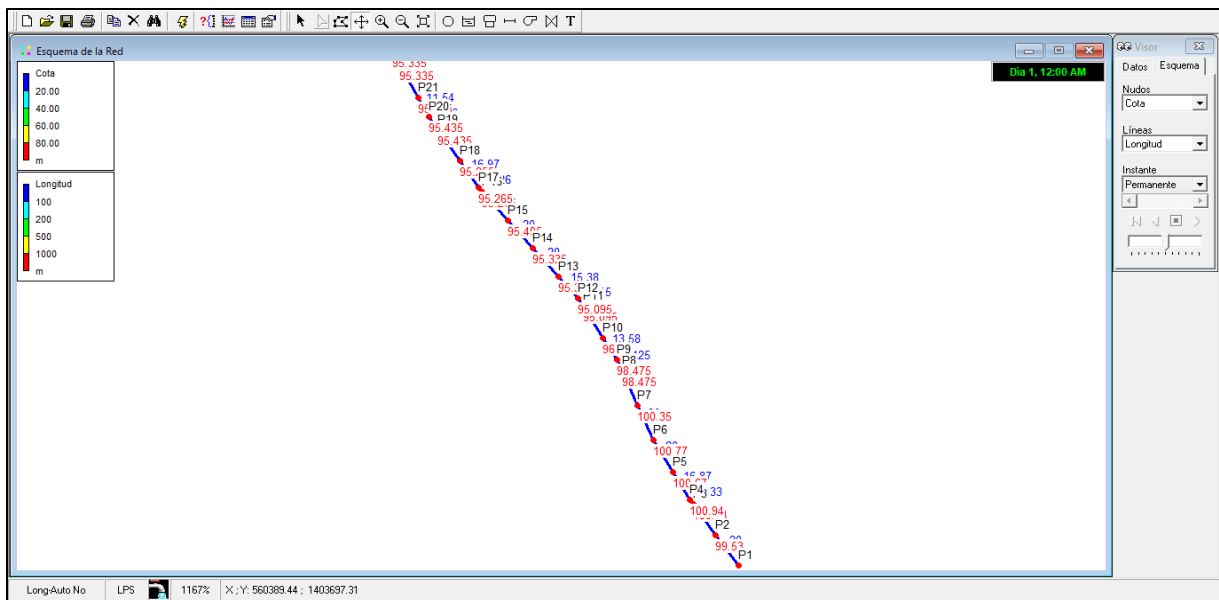 T
Esquema de la Red
Visor
Cota
20.00
40.00
60.00
80.00
m
Longitud
100
200
500
1000
m
Dia 1, 12:00 AM
Datos
Esquema
Nudos
Cota
Líneas
Longitud
Instante
Permanente
95.335
95.335
P21
11.54
P20
P19
95.435
95.435
P18
16.97
P17
95.265
P15
P14
95.335
P13
15.38
P12
P11
95.095
95.095
P10
13.58
P9
P8
98.475
98.475
P7
100.35
P6
100.77
P5
16.87
P4
100.94
P2
99.53
P1
Long-Auto No
LPS
1167%
X ; Y: 560389.44 ; 1403697.31